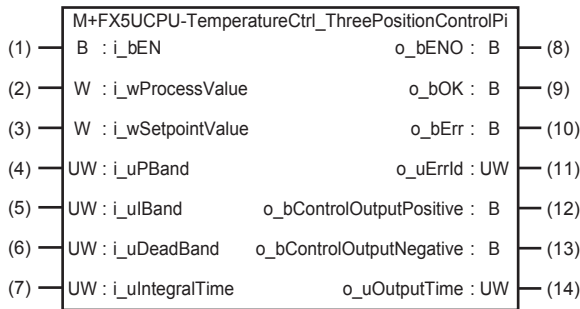 M+FX5UCPU-TemperatureCtrl_ThreePositionControlPi
(1) B : i_bEN o_bENO : B (8)
(2) W : i_wProcessValue o_bOK : B (9)
(3) W : i_wSetpointValue o_bErr : B (10)
(4) UW : i_uPBand o_uErrId : UW (11)
(5) UW : i_uIBand o_bControlOutputPositive : B (12)
(6) UW : i_uDeadBand o_bControlOutputNegative : B (13)
(7) UW : i_uIntegralTime o_uOutputTime : UW (14)